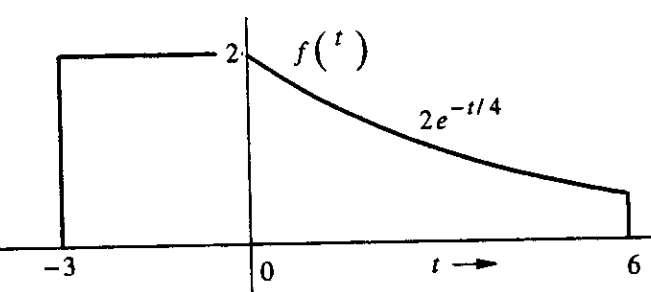 2 f(t)
2e^{-t/4}
-3 0 t → 6